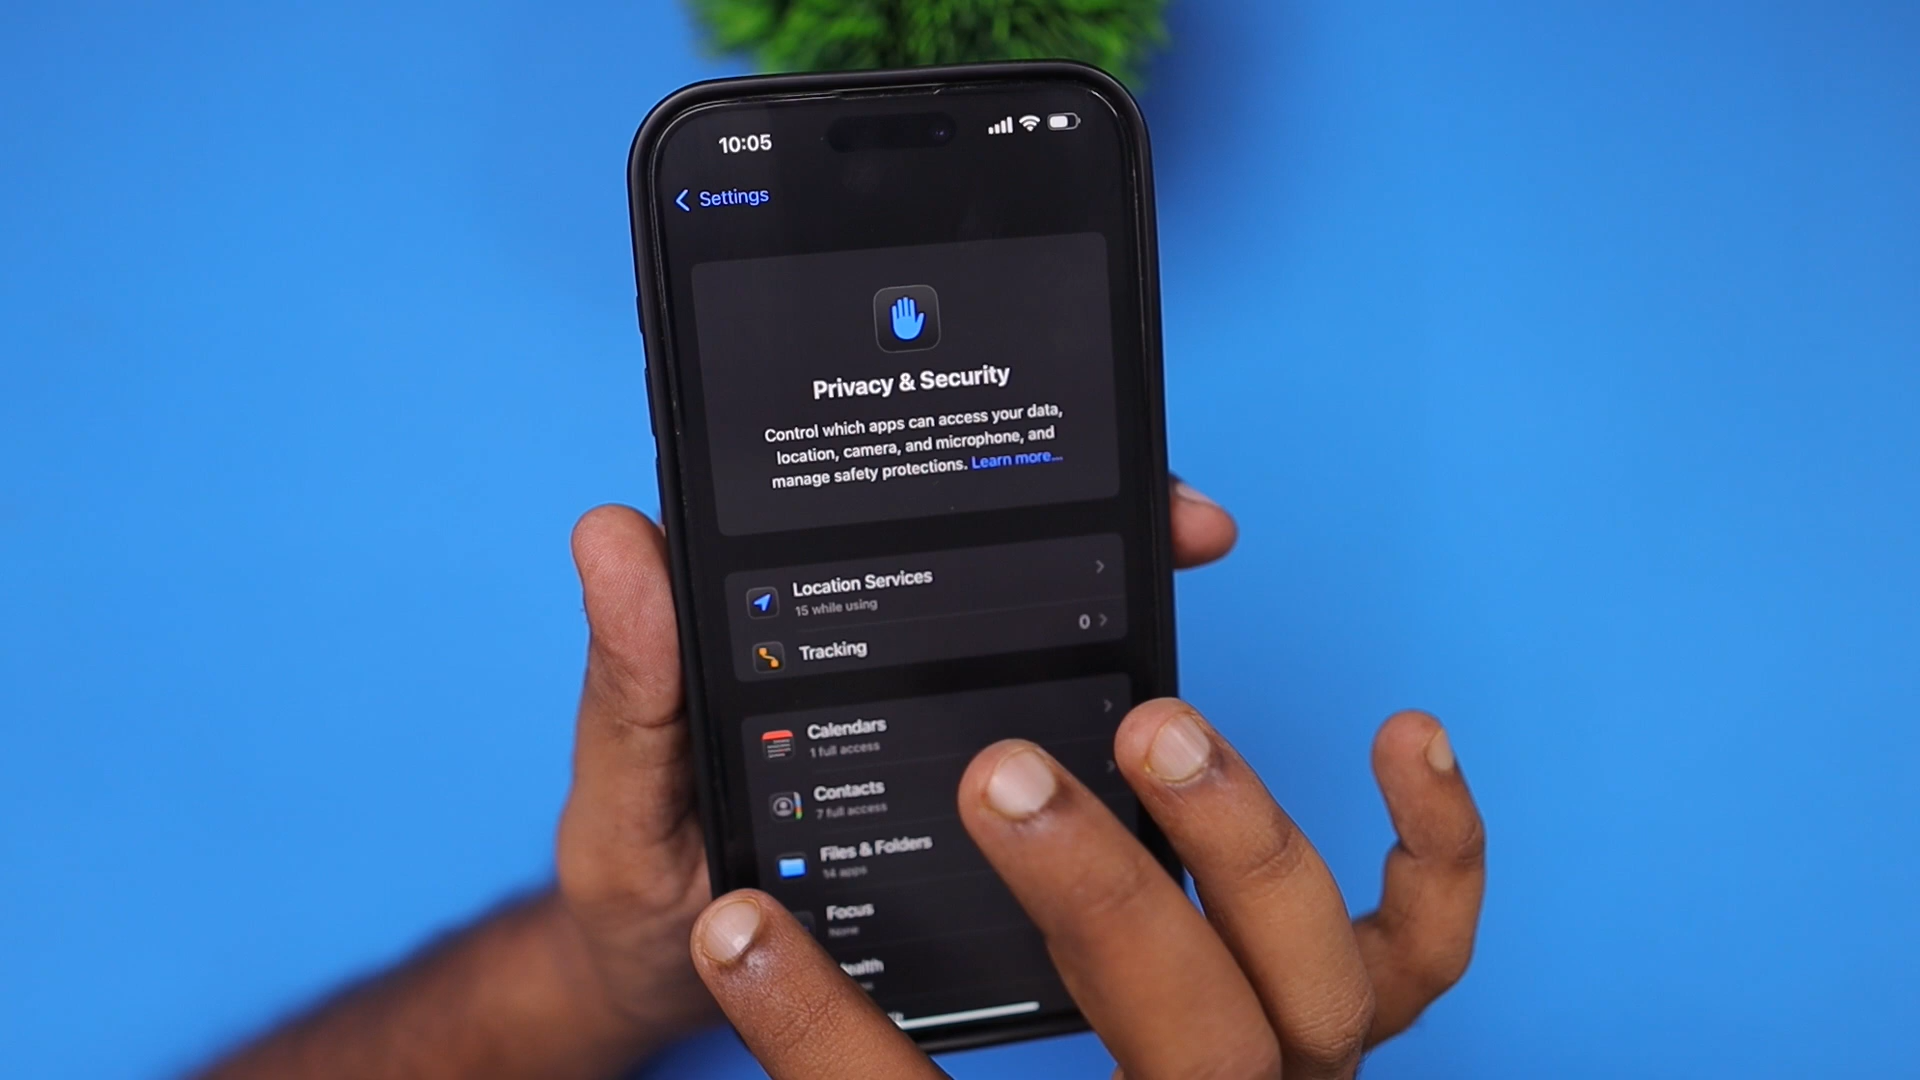 10:05
Settings
Privacy & Security
Control which apps can access your data,
location, camera, and microphone, and
manage safety protections. Learn more...
Location Services
15 while using
Tracking
0
Calendars
1 full access
Contacts
7 full access
Files & Folders
14 apps
Focus
None